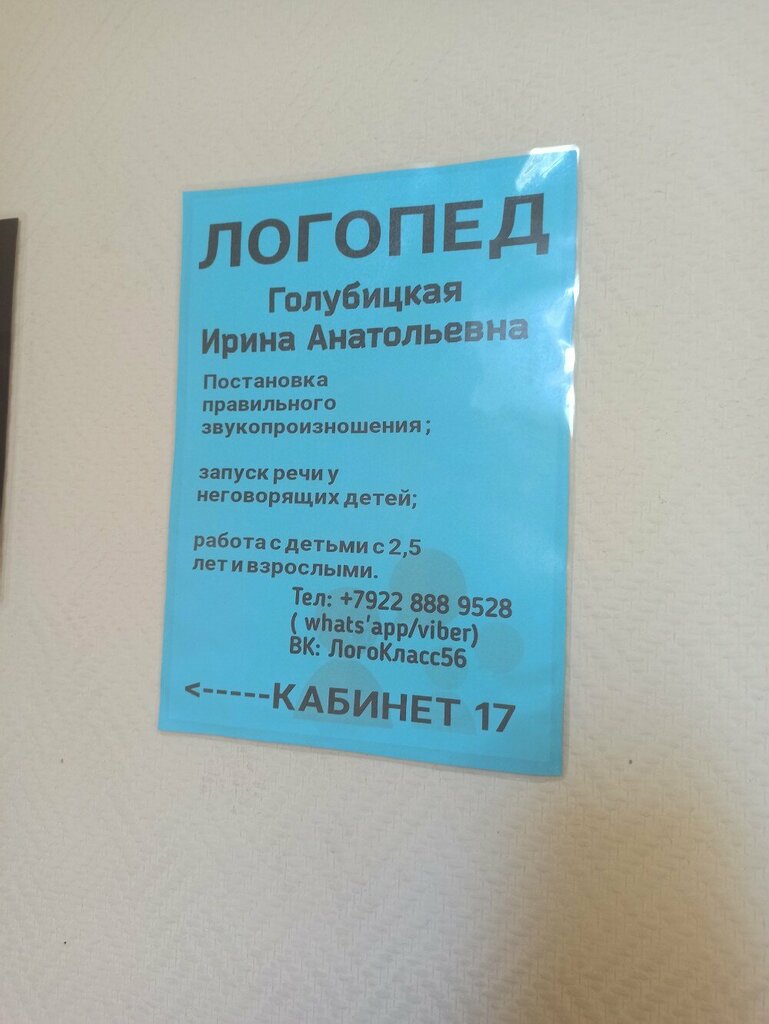 ЛОГОПЕД
Голубицкая
Ирина Анатольевна
Постановка
правильного
звукопроизношения ;
запуск речи у
неговорящих детей;
работа с детьми с 2,5
лет и взрослыми.
Тел: +7922 888 9528
( whats'app/viber)
ВК: ЛогоКласс56
<-----КАБИНЕТ 17